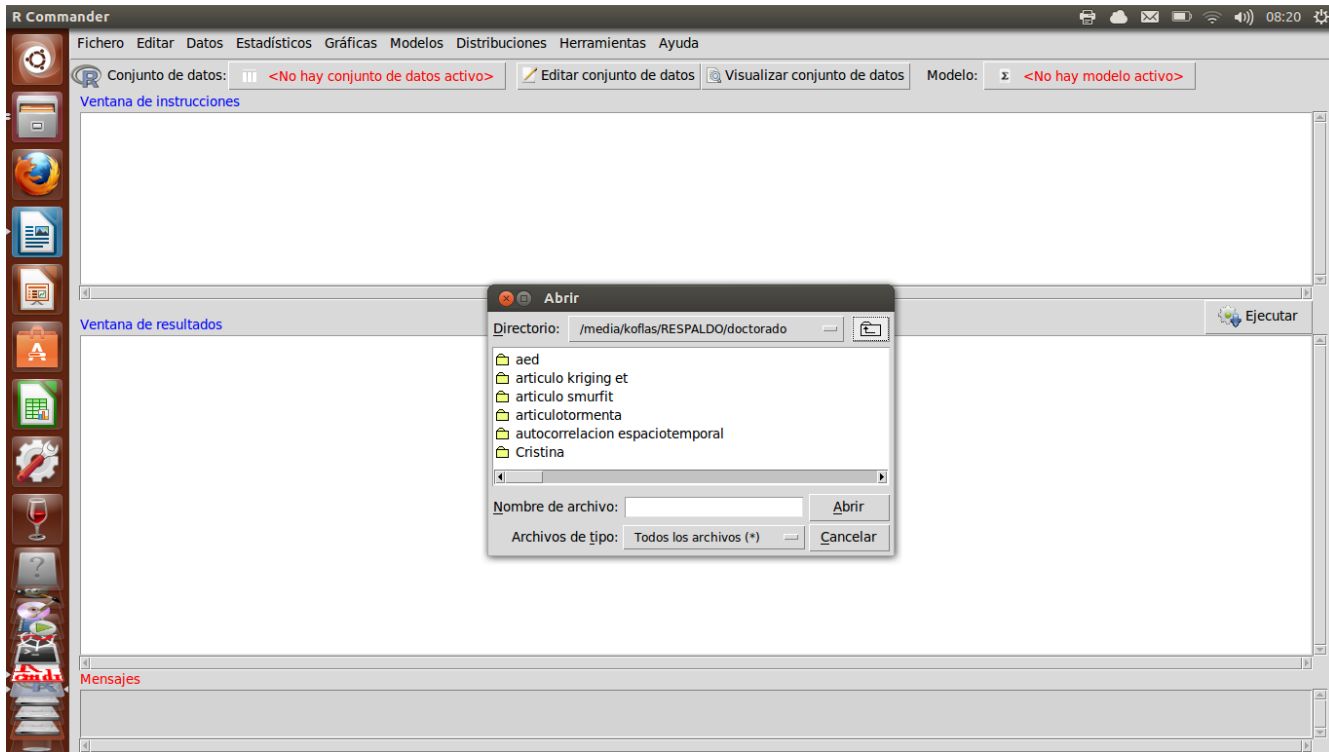 R Commander
08:20
Fichero Editar Datos Estadísticos Gráficas Modelos Distribuciones Herramientas Ayuda
Conjunto de datos: <No hay conjunto de datos activo> Editar conjunto de datos Visualizar conjunto de datos Modelo: Σ <No hay modelo activo>
Ventana de instrucciones
Ejecutar
Ventana de resultados
Abrir
Directorio: /media/koflas/RESPALDO/doctorado
aed
articulo kriging et
articulo smurfit
articulotormenta
autocorrelacion espaciotemporal
Cristina
Nombre de archivo: Abrir
Archivos de tipo: Todos los archivos (*) Cancelar
Mensajes